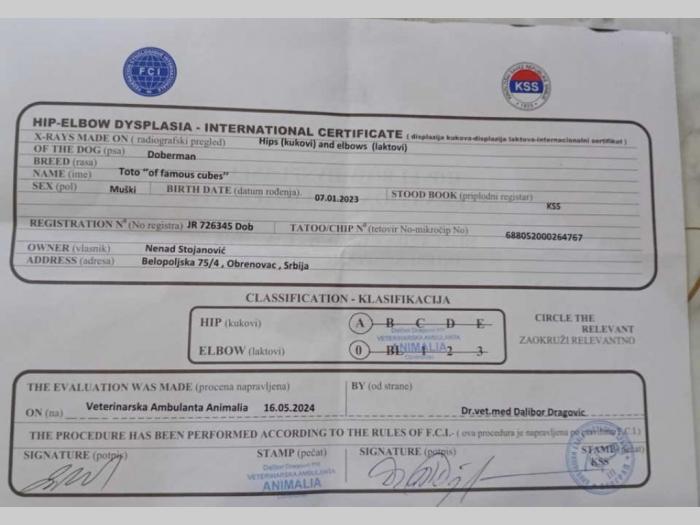 FCI
KSS
HIP-ELBOW DYSPLASIA - INTERNATIONAL CERTIFICATE ( displazija kukova-displazija laktova-internacionalni sertifikat )
X-RAYS MADE ON ( radiografski pregled) Hips (kukovi) and elbows (laktovi)
OF THE DOG (psa) Doberman
BREED (rasa)
NAME (ime) Toto "of famous cubes"
SEX (pol) Muški BIRTH DATE (datum rođenja). 07.01.2023 STOOD BOOK (priplodni registar) KSS
REGISTRATION Nº (No registra) JR 726345 Dob TATOO/CHIP Nº (tetovir No-mikročip No) 688052000264767
OWNER (vlasnik) Nenad Stojanović
ADDRESS (adresa) Belopoljska 75/4 , Obrenovac , Srbija
CLASSIFICATION - KLASIFIKACIJA
HIP (kukovi) A B C D E
ELBOW (laktovi) 0 BL 1 2 3
VETERINARSKA AMBULANTA
ANIMALIA
CIRCLE THE
RELEVANT
ZAOKRUŽI RELEVANTNO
THE EVALUATION WAS MADE (procena napravljena) BY (od strane)
ON (na) Veterinarska Ambulanta Animalia 16.05.2024 Dr.vet.med Dalibor Dragovic
THE PROCEDURE HAS BEEN PERFORMED ACCORDING TO THE RULES OF F.C.I.- ( ova procedura je napravljena po pravilima F.C.I.)
SIGNATURE (potpis) STAMP (pečat) SIGNATURE (potpis) STAMP (pečat)
KSS
VETERINARSKA AMBULANTA
ANIMALIA